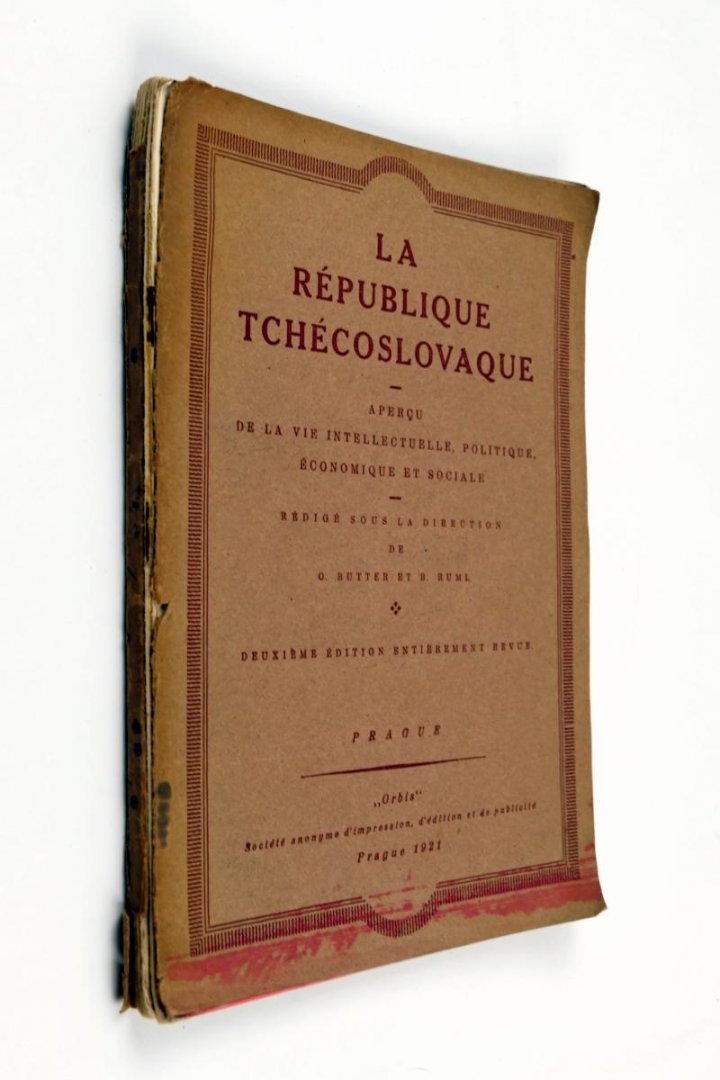 LA
RÉPUBLIQUE
TCHÉCOSLOVAQUE
APERÇU
DE LA VIE INTELLECTUELLE, POLITIQUE,
ÉCONOMIQUE ET SOCIALE
RÉDIGÉ SOUS LA DIRECTION
DE
O. BUTTER ET B. RUML
DEUXIÈME ÉDITION ENTIÈREMENT REVUE.
PRAGUE
„Orbis“
Société anonyme d'impression, d'édition et de publicité
Prague 1921